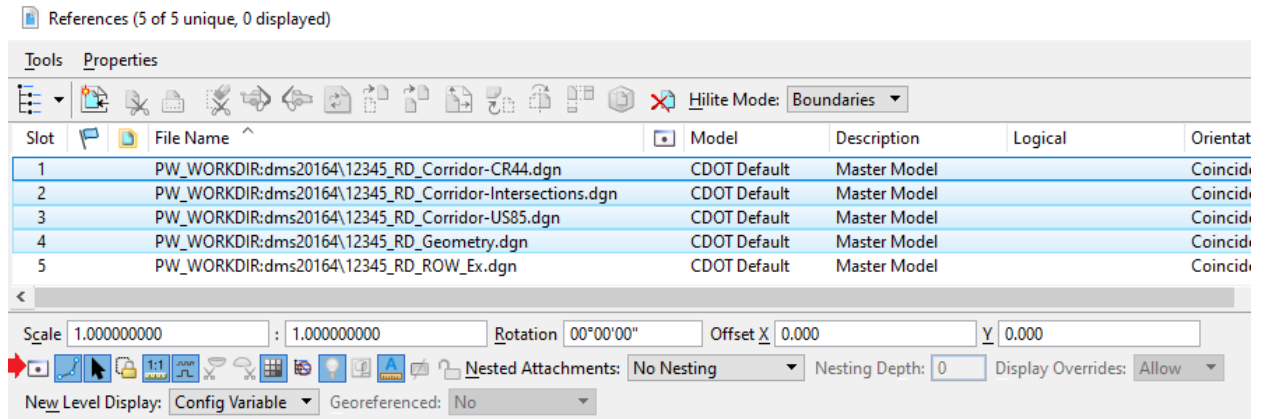 References (5 of 5 unique, 0 displayed)
Tools Properties
Hilite Mode: Boundaries
Slot File Name Model Description Logical Orientat
1 PW_WORKDIR:dms20164\12345_RD_Corridor-CR44.dgn CDOT Default Master Model Coincide
2 PW_WORKDIR:dms20164\12345_RD_Corridor-Intersections.dgn CDOT Default Master Model Coincide
3 PW_WORKDIR:dms20164\12345_RD_Corridor-US85.dgn CDOT Default Master Model Coincide
4 PW_WORKDIR:dms20164\12345_RD_Geometry.dgn CDOT Default Master Model Coincide
5 PW_WORKDIR:dms20164\12345_RD_ROW_Ex.dgn CDOT Default Master Model Coincide
Scale 1.000000000 : 1.000000000 Rotation 00°00'00" Offset X 0.000 Y 0.000
1:1 A Nested Attachments: No Nesting Nesting Depth: 0 Display Overrides: Allow
New Level Display: Config Variable Georeferenced: No